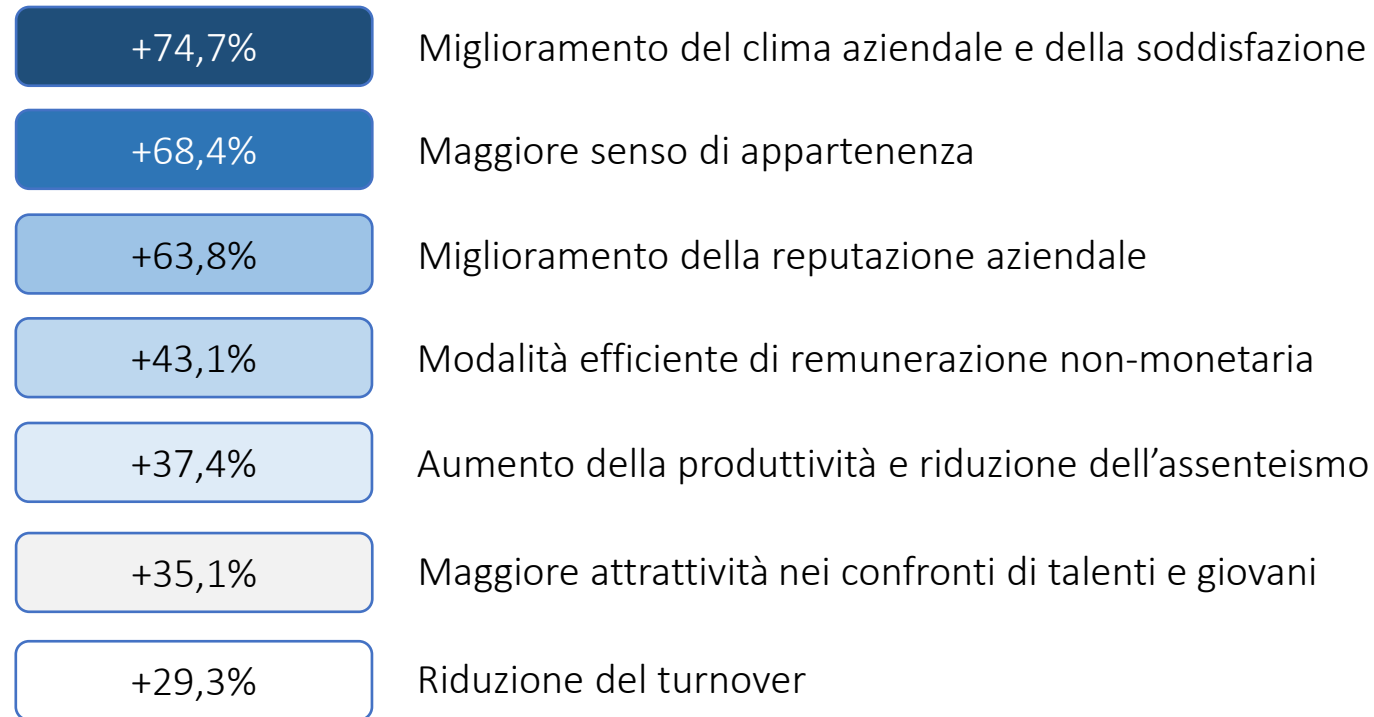 +74,7% Miglioramento del clima aziendale e della soddisfazione
+68,4% Maggiore senso di appartenenza
+63,8% Miglioramento della reputazione aziendale
+43,1% Modalità efficiente di remunerazione non-monetaria
+37,4% Aumento della produttività e riduzione dell’assenteismo
+35,1% Maggiore attrattività nei confronti di talenti e giovani
+29,3% Riduzione del turnover